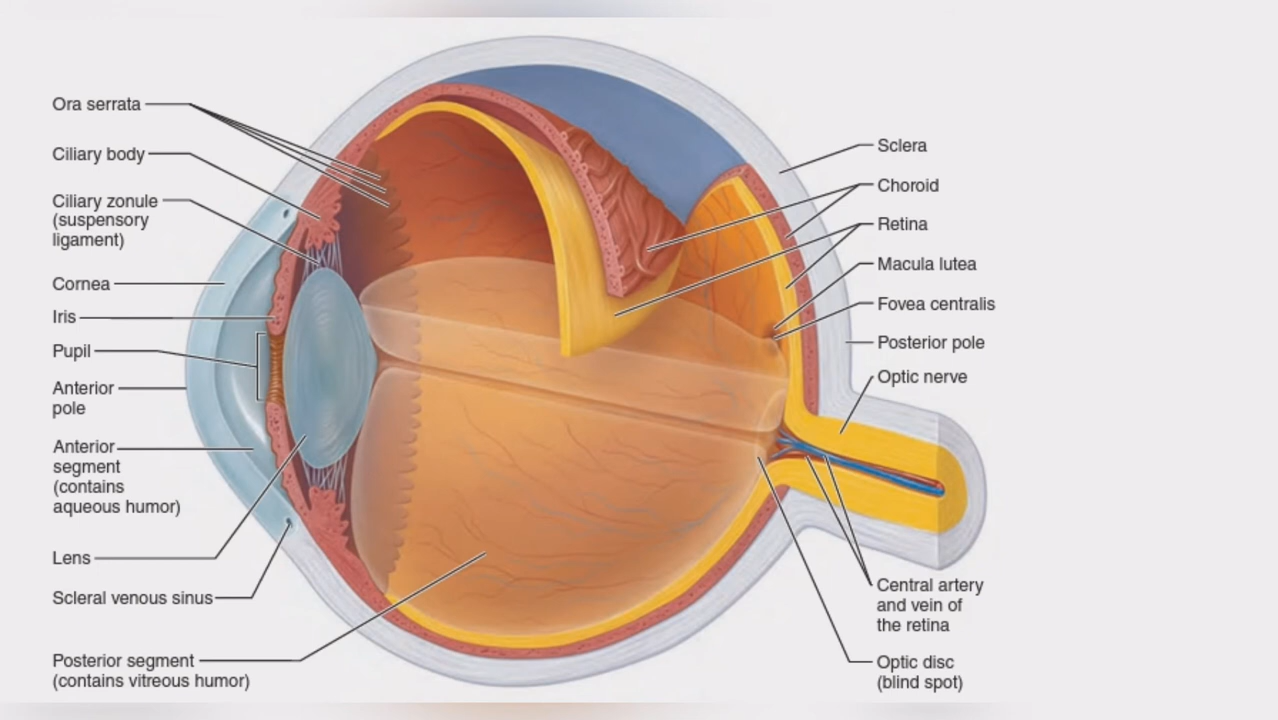 Ora serrata
Ciliary body
Ciliary zonule
(suspensory
ligament)
Cornea
Iris
Pupil
Anterior
pole
Anterior
segment
(contains
aqueous humor)
Lens
Scleral venous sinus
Posterior segment
(contains vitreous humor)
Sclera
Choroid
Retina
Macula lutea
Fovea centralis
Posterior pole
Optic nerve
Central artery
and vein of
the retina
Optic disc
(blind spot)